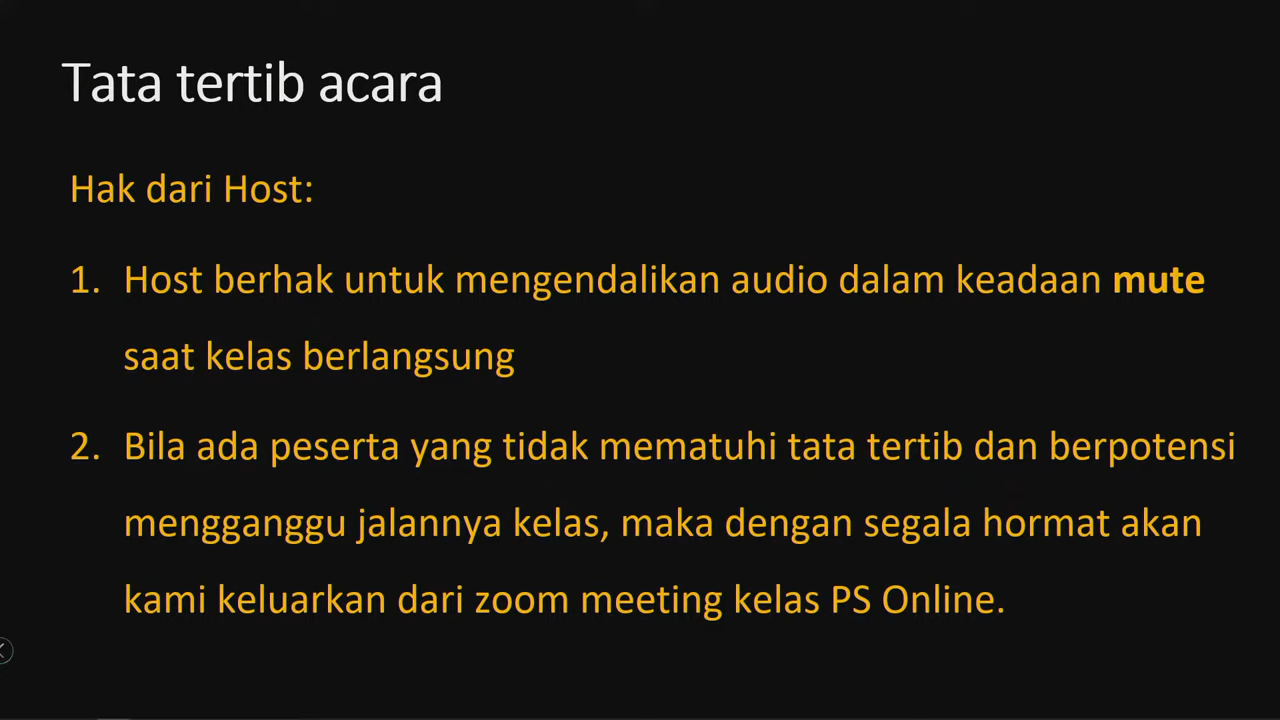 Tata tertib acara
Hak dari Host:
1. Host berhak untuk mengendalikan audio dalam keadaan mute
saat kelas berlangsung
2. Bila ada peserta yang tidak mematuhi tata tertib dan berpotensi
mengganggu jalannya kelas, maka dengan segala hormat akan
kami keluarkan dari zoom meeting kelas PS Online.